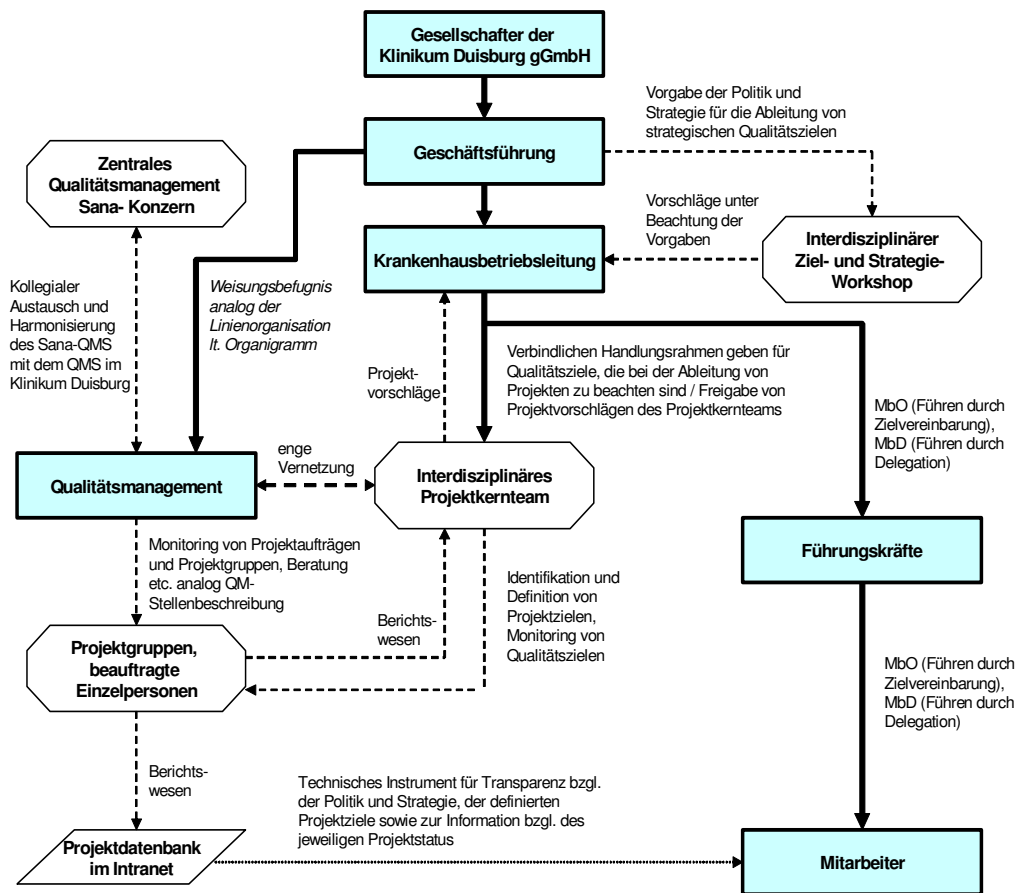 Gesellschafter der
Klinikum Duisburg gGmbH
Vorgabe der Politik und
Strategie für die Ableitung von
strategischen Qualitätszielen
Geschäftsführung
Zentrales
Qualitätsmanagement
Sana- Konzern
Vorschläge unter
Beachtung der
Vorgaben
Krankenhausbetriebsleitung
Interdisziplinärer
Ziel- und Strategie-
Workshop
Kollegialer
Austausch und
Harmonisierung
des Sana-QMS
mit dem QMS im
Klinikum Duisburg
Weisungsbefugnis
analog der
Linienorganisation
lt. Organigramm
Projekt-
vorschläge
Verbindlichen Handlungsrahmen geben für
Qualitätsziele, die bei der Ableitung von
Projekten zu beachten sind / Freigabe von
Projektvorschlägen des Projektkernteams
MbO (Führen durch
Zielvereinbarung),
MbD (Führen durch
Delegation)
enge
Vernetzung
Qualitätsmanagement
Interdisziplinäres
Projektkernteam
Führungskräfte
Monitoring von Projektaufträgen
und Projektgruppen, Beratung
etc. analog QM-
Stellenbeschreibung
Identifikation und
Definition von
Projektzielen,
Monitoring von
Qualitätszielen
Berichts-
wesen
Projektgruppen,
beauftragte
Einzelpersonen
MbO (Führen durch
Zielvereinbarung),
MbD (Führen durch
Delegation)
Berichts-
wesen
Technisches Instrument für Transparenz bzgl.
der Politik und Strategie, der definierten
Projektziele sowie zur Information bzgl. des
jeweiligen Projektstatus
Projektdatenbank
im Intranet
Mitarbeiter